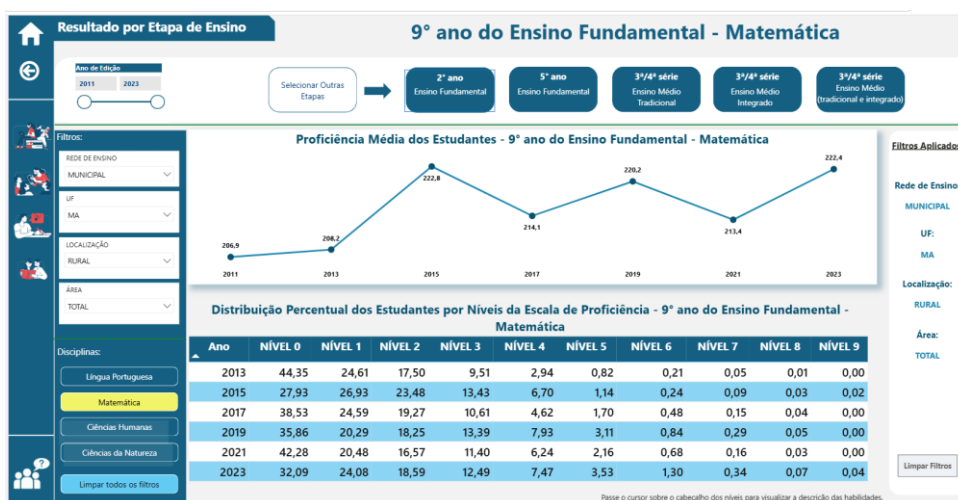 Resultado por Etapa de Ensino
9° ano do Ensino Fundamental - Matemática
Ano de Edição
2011 2023
Selecionar Outras
Etapas
2° ano
Ensino Fundamental
5° ano
Ensino Fundamental
3ª/4ª série
Ensino Médio
Tradicional
3ª/4ª série
Ensino Médio
Integrado
3ª/4ª série
Ensino Médio
(tradicional e integrado)
Filtros:
REDE DE ENSINO
MUNICIPAL
UF
MA
LOCALIZAÇÃO
RURAL
ÁREA
TOTAL
Disciplinas:
Língua Portuguesa
Matemática
Ciências Humanas
Ciências da Natureza
Limpar todos os filtros
Proficiência Média dos Estudantes - 9° ano do Ensino Fundamental - Matemática
206,9 208,2 222,8 214,1 220,2 213,4 222,4
2011 2013 2015 2017 2019 2021 2023
Distribuição Percentual dos Estudantes por Níveis da Escala de Proficiência - 9° ano do Ensino Fundamental -
Matemática
Ano NÍVEL 0 NÍVEL 1 NÍVEL 2 NÍVEL 3 NÍVEL 4 NÍVEL 5 NÍVEL 6 NÍVEL 7 NÍVEL 8 NÍVEL 9
2013 44,35 24,61 17,50 9,51 2,94 0,82 0,21 0,05 0,01 0,00
2015 27,93 26,93 23,48 13,43 6,70 1,14 0,24 0,09 0,03 0,02
2017 38,53 24,59 19,27 10,61 4,62 1,70 0,48 0,15 0,04 0,00
2019 35,86 20,29 18,25 13,39 7,93 3,11 0,84 0,29 0,05 0,00
2021 42,28 20,48 16,57 11,40 6,24 2,16 0,68 0,16 0,03 0,00
2023 32,09 24,08 18,59 12,49 7,47 3,53 1,30 0,34 0,07 0,04
Passe o cursor sobre o cabeçalho dos níveis para visualizar a descrição das habilidades.
Filtros Aplicados
Rede de Ensino
MUNICIPAL
UF:
MA
Localização:
RURAL
Área:
TOTAL
Limpar Filtros